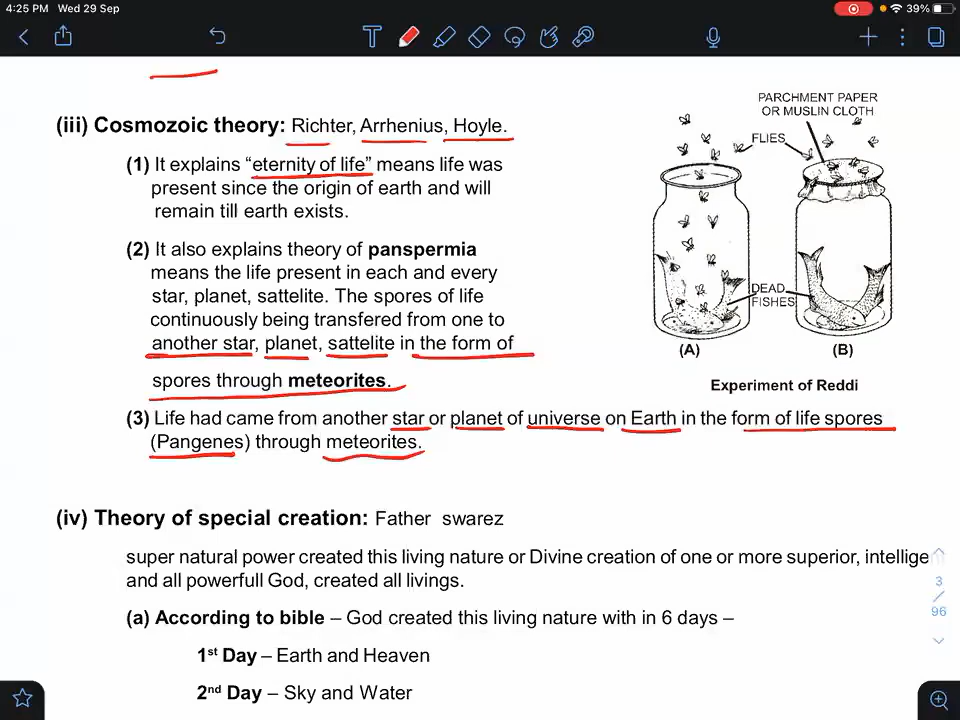 4:25 PM Wed 29 Sep
39%
T
PARCHMENT PAPER
OR MUSLIN CLOTH
(iii) Cosmozoic theory: Richter, Arrhenius, Hoyle.
FLIES
(1) It explains “eternity of life” means life was
present since the origin of earth and will
remain till earth exists.
(2) It also explains theory of panspermia
means the life present in each and every
star, planet, sattelite. The spores of life
continuously being transfered from one to
another star, planet, sattelite in the form of
spores through meteorites.
DEAD
FISHES
(A)
(B)
Experiment of Reddi
(3) Life had came from another star or planet of universe on Earth in the form of life spores
(Pangenes) through meteorites.
(iv) Theory of special creation: Father swarez
super natural power created this living nature or Divine creation of one or more superior, intelligent
and all powerfull God, created all livings.
(a) According to bible – God created this living nature with in 6 days –
1st Day – Earth and Heaven
2nd Day – Sky and Water
3
/
96